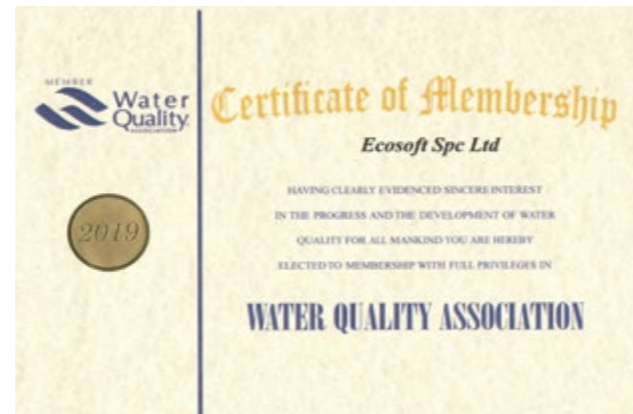 MEMBER
Water
Quality
ASSOCIATION
2019
Certificate of Membership
Ecosoft Spc Ltd
HAVING CLEARLY EVIDENCED SINCERE INTEREST
IN THE PROGRESS AND THE DEVELOPMENT OF WATER
QUALITY FOR ALL MANKIND YOU ARE HEREBY
ELECTED TO MEMBERSHIP WITH FULL PRIVILEGES IN
WATER QUALITY ASSOCIATION